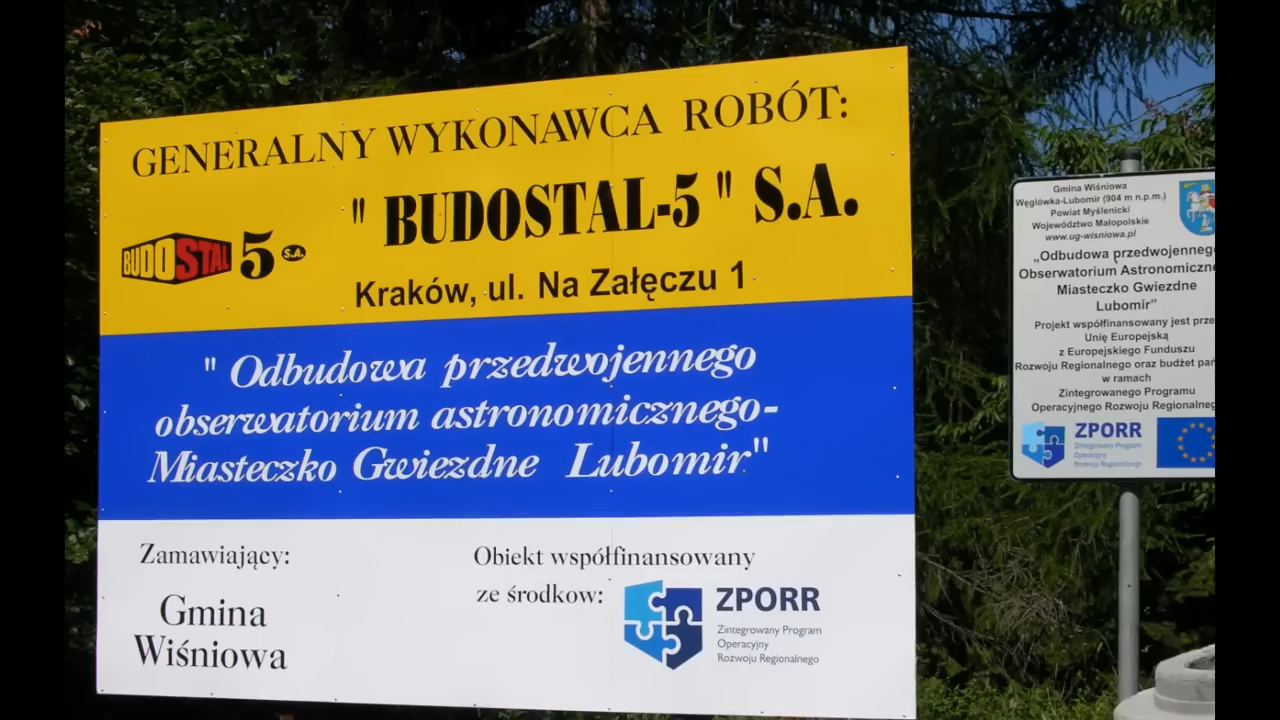 GENERALNY WYKONAWCA ROBÓT:
" BUDOSTAL-5 " S.A.
BUDOSTAL 5 S.A.
Kraków, ul. Na Załęczu 1
" Odbudowa przedwojennego
obserwatorium astronomicznego-
Miasteczko Gwiezdne Lubomir"
Zamawiający:
Gmina
Wiśniowa
Obiekt współfinansowany
ze środkow:
ZPORR
Zintegrowany Program
Operacyjny
Rozwoju Regionalnego
Gmina Wiśniowa
Węglówka-Lubomir (904 m n.p.m.)
Powiat Myślenicki
Województwo Małopolskie
www.ug-wisniowa.pl
„Odbudowa przedwojenneg
Obserwatorium Astronomiczne
Miasteczko Gwiezdne
Lubomir”
Projekt współfinansowany jest prze
Unię Europejską
z Europejskiego Funduszu
Rozwoju Regionalnego oraz budżet pań
w ramach
Zintegrowanego Programu
Operacyjnego Rozwoju Regionalneg
ZPORR
Zintegrowany Program
Operacyjny
Rozwoju Regionalnego